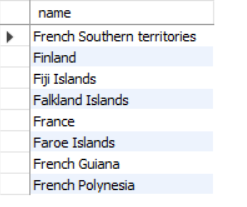 name
French Southern territories
Finland
Fiji Islands
Falkland Islands
France
Faroe Islands
French Guiana
French Polynesia